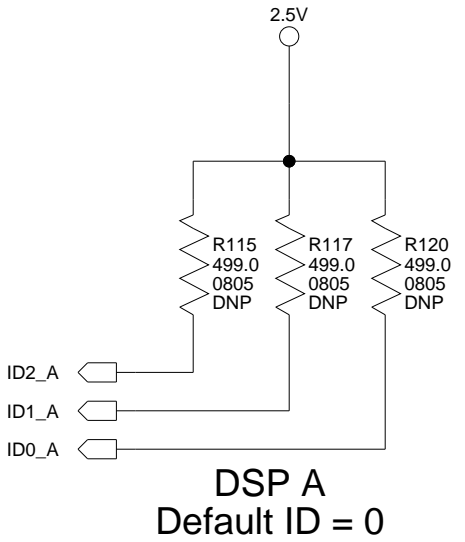 2.5V
R115
499.0
0805
DNP
R117
499.0
0805
DNP
R120
499.0
0805
DNP
ID2_A
ID1_A
ID0_A
DSP A
Default ID = 0